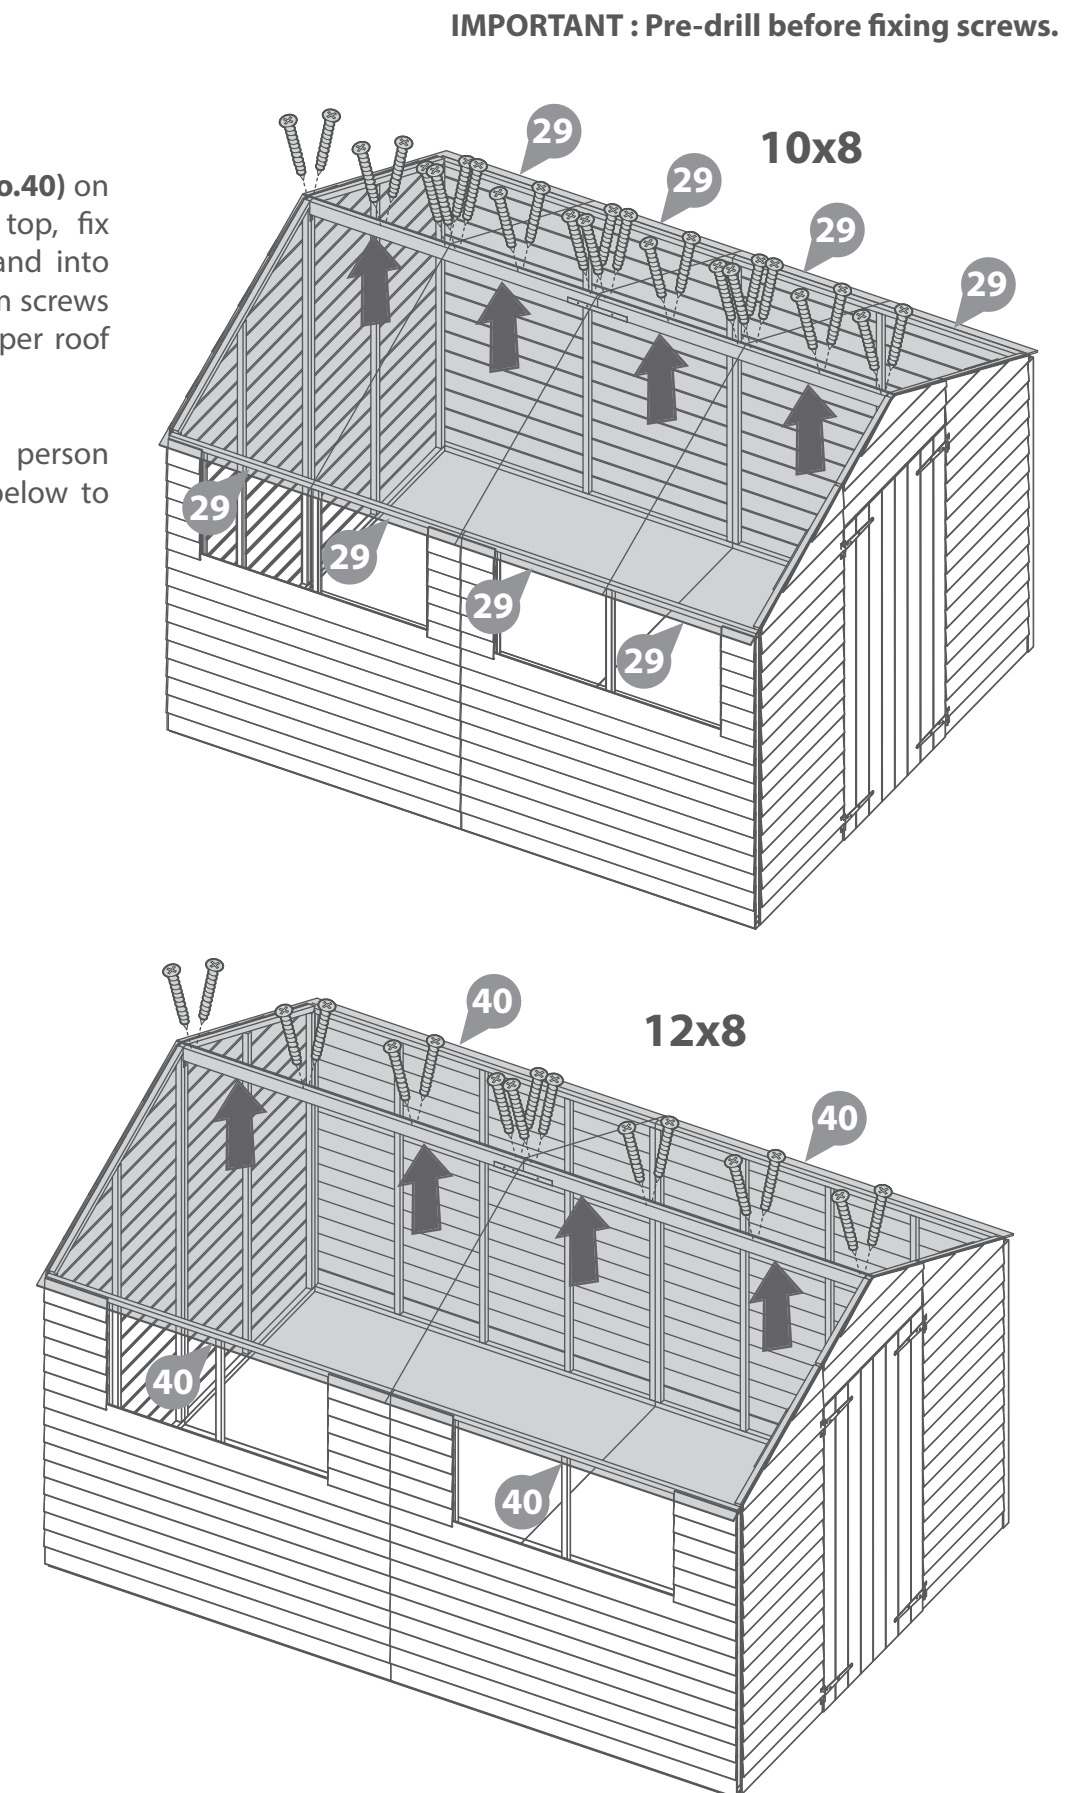 IMPORTANT : Pre-drill before fixing screws.
o.40) on
top, fix
and into
screws
per roof
person
below to
10x8
29
29
29
29
29
29
29
29
12x8
40
40
40
40